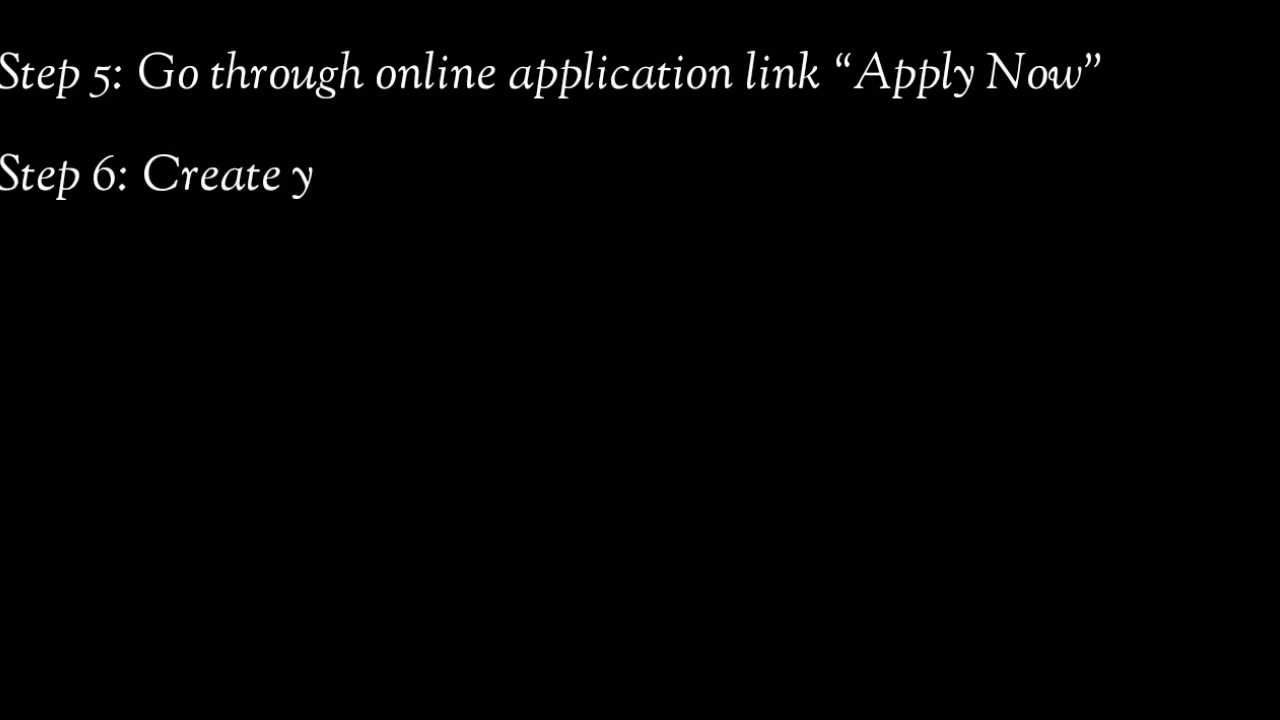 Step 5: Go through online application link “Apply Now”
Step 6: Create y